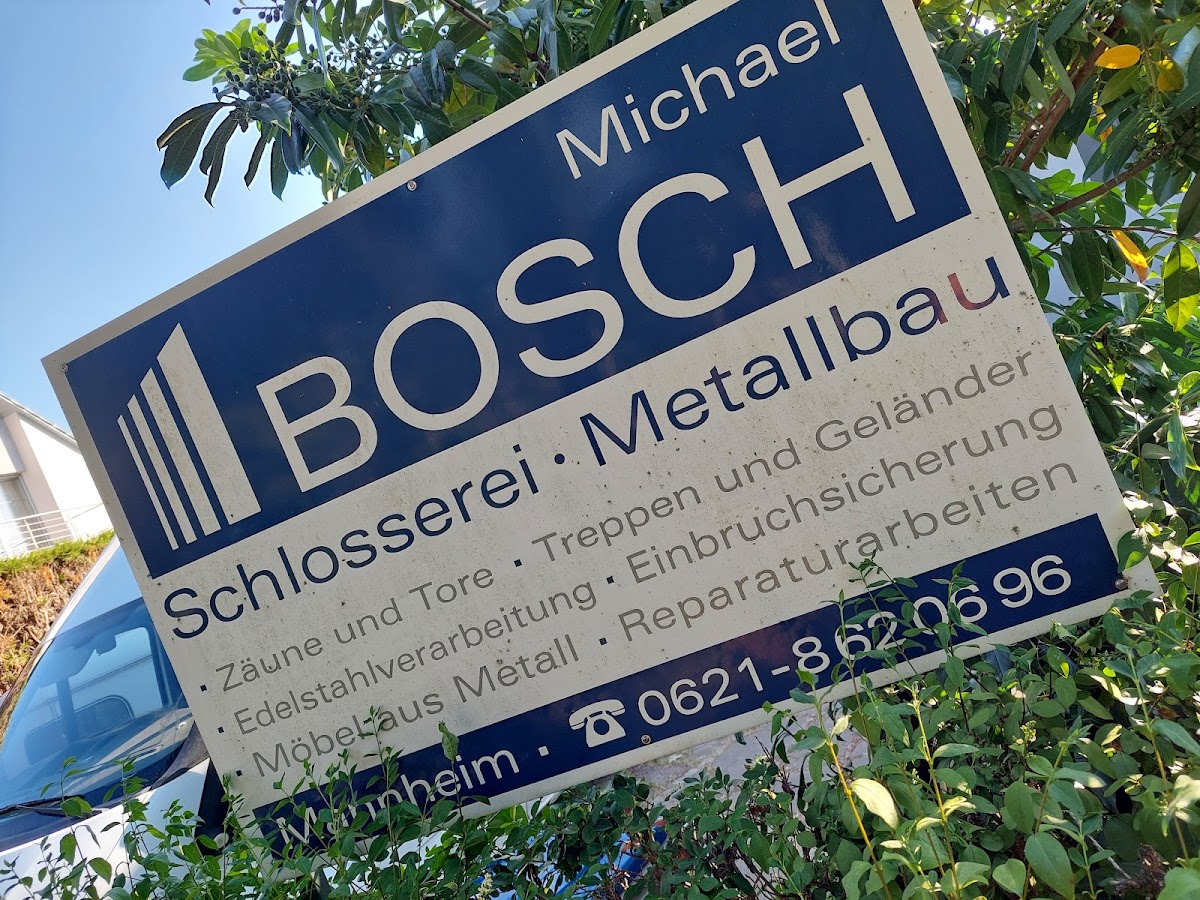 Michael
BOSCH
Schlosserei · Metallbau
· Zäune und Tore · Treppen und Geländer
· Edelstahlverarbeitung · Einbruchsicherung
· Möbel aus Metall · Reparaturarbeiten
Mannheim · ☎ 0621-8 62 06 96